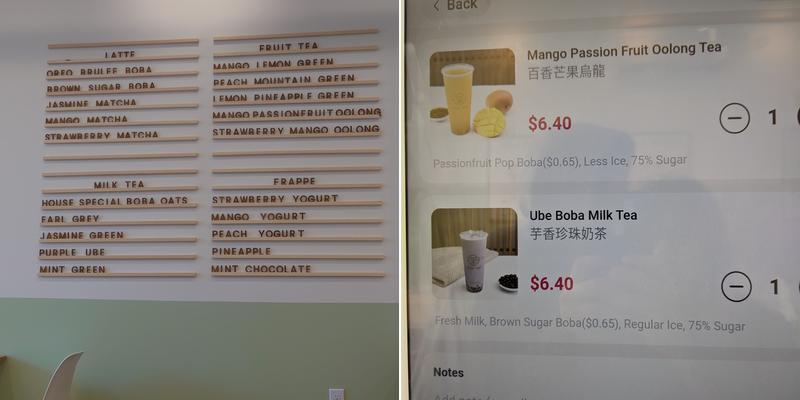 LATTE
OREO BRULEE BOBA
BROWN SUGAR BOBA
JASMINE MATCHA
MANGO MATCHA
STRAWBERRY MATCHA
MILK TEA
HOUSE SPECIAL BOBA OATS
EARL GREY
JASMINE GREEN
PURPLE UBE
MINT GREEN
FRUIT TEA
MANGO LEMON GREEN
PEACH MOUNTAIN GREEN
LEMON PINEAPPLE GREEN
MANGO PASSIONFRUIT OOLONG
STRAWBERRY MANGO OOLONG
FRAPPE
STRAWBERRY YOGURT
MANGO YOGURT
PEACH YOGURT
PINEAPPLE
MINT CHOCOLATE
< Back
Mango Passion Fruit Oolong Tea
百香芒果烏龍
$6.40
1
Passionfruit Pop Boba($0.65), Less Ice, 75% Sugar
Ube Boba Milk Tea
芋香珍珠奶茶
$6.40
1
Fresh Milk, Brown Sugar Boba($0.65), Regular Ice, 75% Sugar
Notes